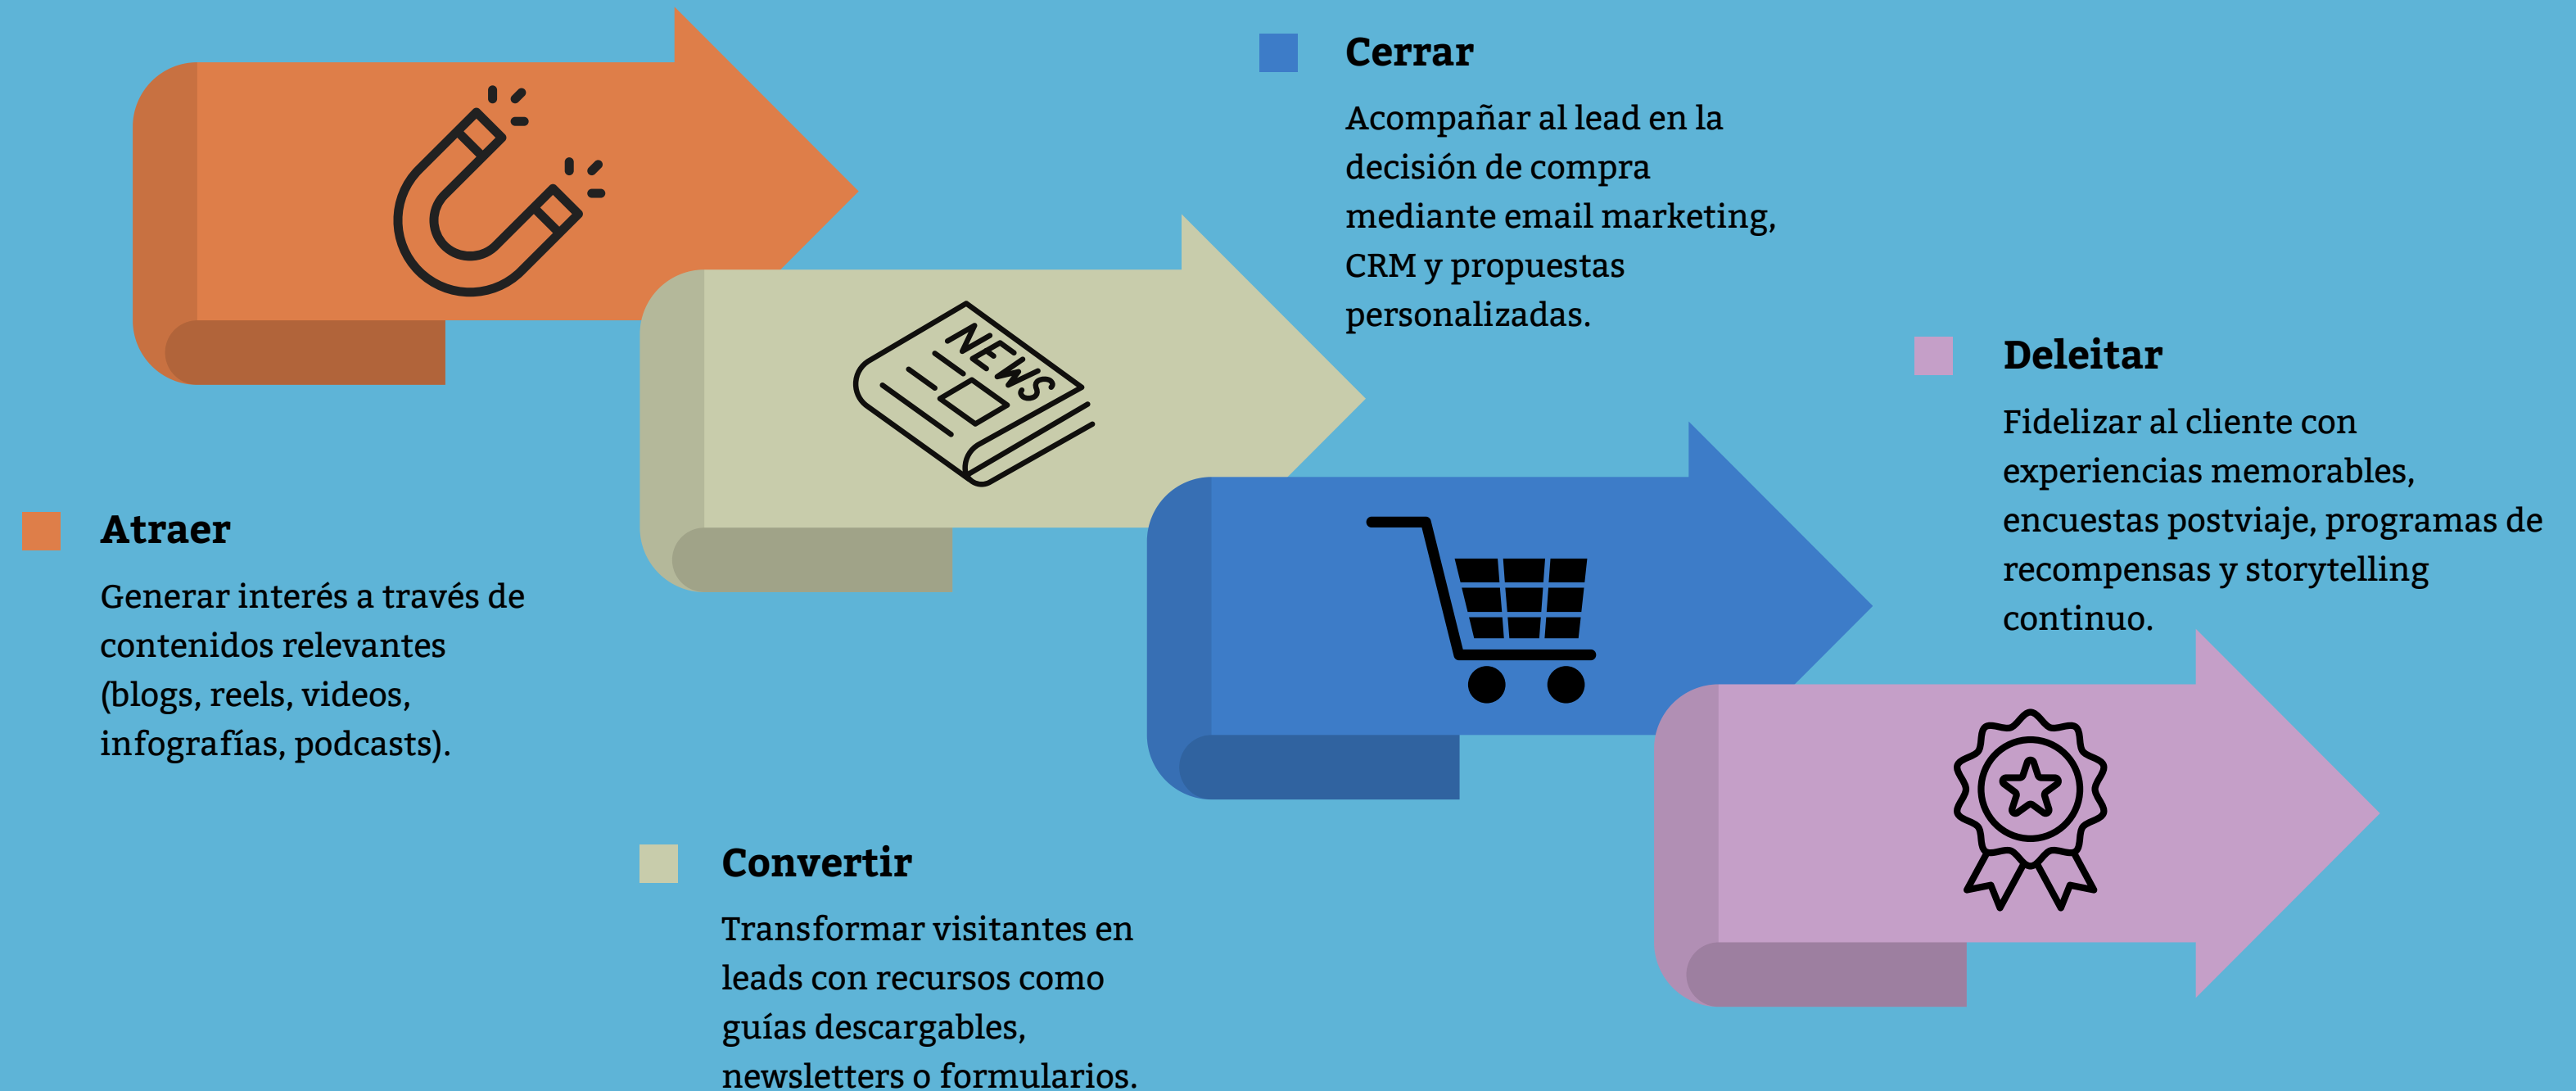 NEWS
Atraer
Generar interés a través de
contenidos relevantes
(blogs, reels, videos,
infografías, podcasts).
Convertir
Transformar visitantes en
leads con recursos como
guías descargables,
newsletters o formularios.
Cerrar
Acompañar al lead en la
decisión de compra
mediante email marketing,
CRM y propuestas
personalizadas.
Deleitar
Fidelizar al cliente con
experiencias memorables,
encuestas postviaje, programas de
recompensas y storytelling
continuo.